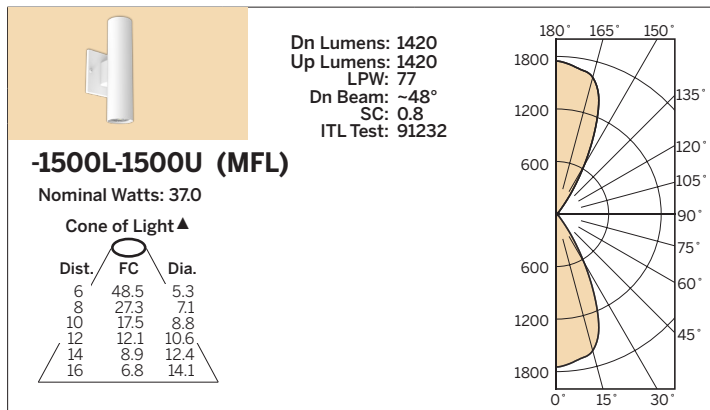 Dn Lumens: 1420
Up Lumens: 1420
LPW: 77
Dn Beam: ~48°
SC: 0.8
ITL Test: 91232
-1500L-1500U (MFL)
Nominal Watts: 37.0
Cone of Light▲
Dist. FC Dia.
6 48.5 5.3
8 27.3 7.1
10 17.5 8.8
12 12.1 10.6
14 8.9 12.4
16 6.8 14.1
180° 165° 150°
1800
135°
1200
120°
600
105°
90°
75°
600
60°
1200
45°
1800
0° 15° 30°